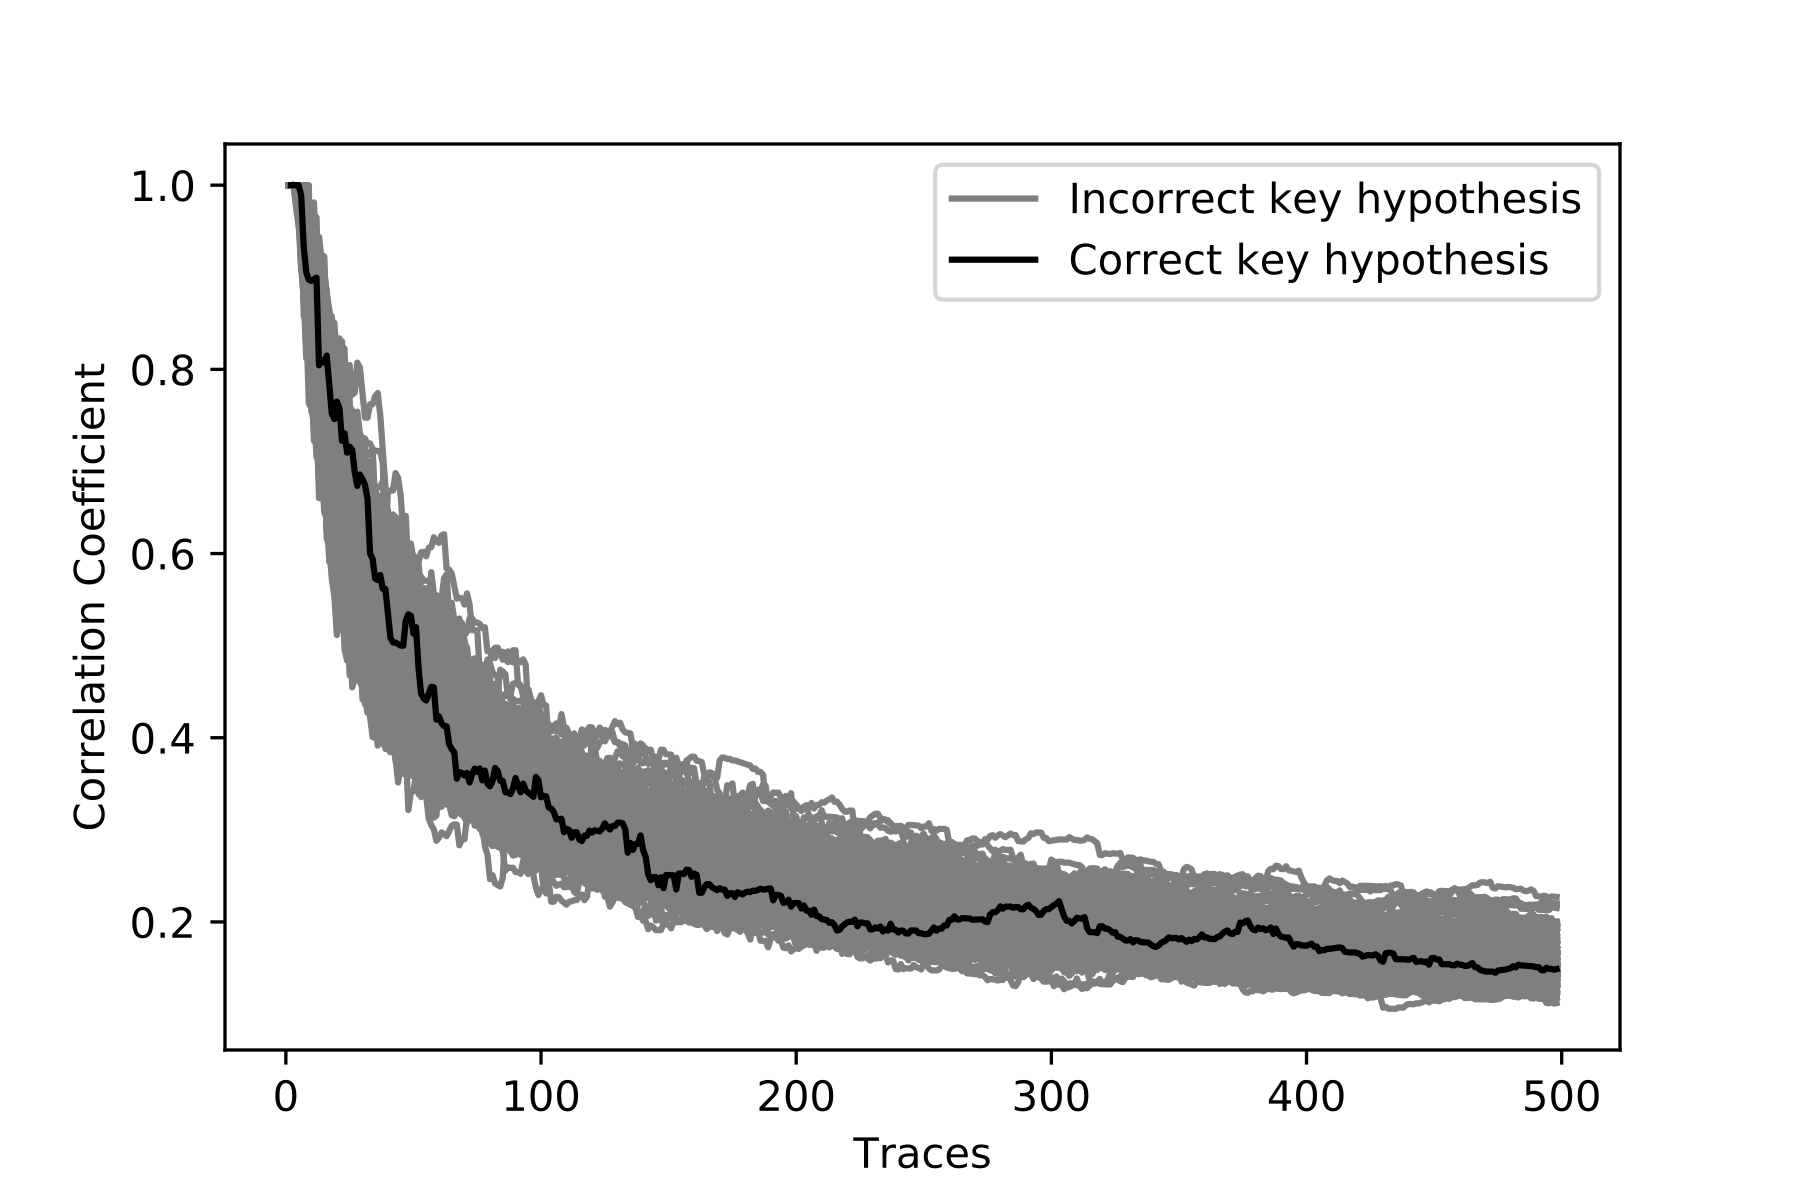 Incorrect key hypothesis
Correct key hypothesis
Correlation Coefficient
1.0
0.8
0.6
0.4
0.2
0 100 200 300 400 500
Traces